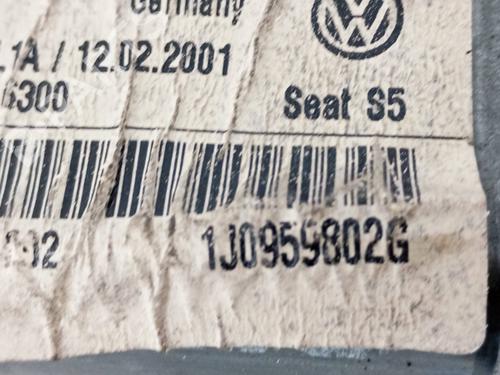 Germany
.1A / 12.02.2001
6300
Seat S5
1J0959802G